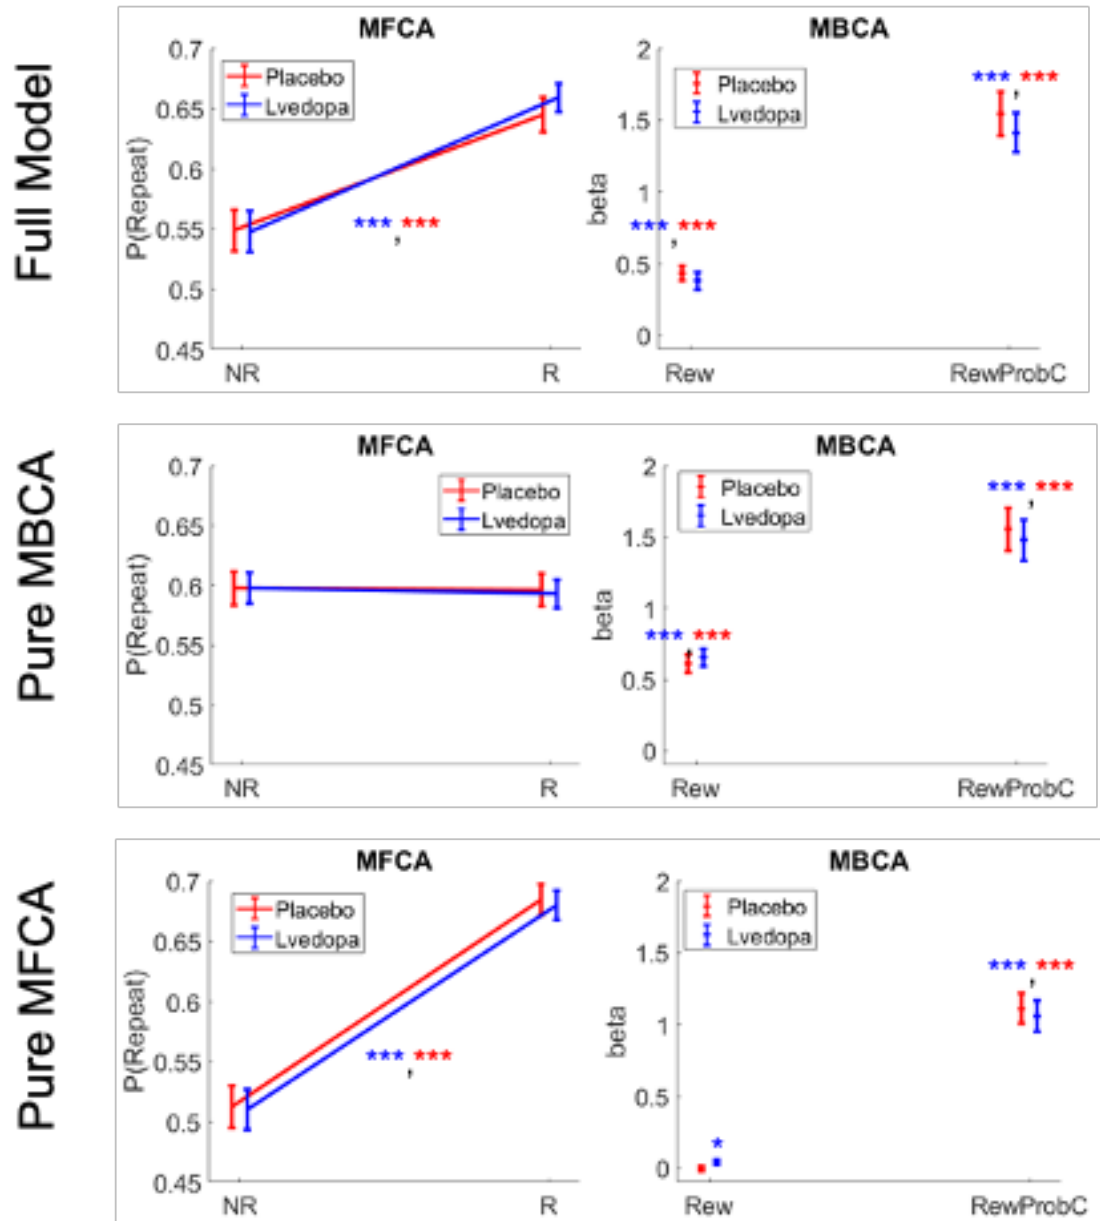 Full Model
MFCA
0.7
0.65
0.6
0.55
0.5
0.45
P(Repeat)
Placebo
Lvedopa
*** , ***
NR R
MBCA
2
1.5
1
0.5
0
beta
Placebo
Lvedopa
*** , ***
*** , ***
Rew RewProbC
Pure MBCA
MFCA
0.7
0.65
0.6
0.55
0.5
0.45
P(Repeat)
Placebo
Lvedopa
NR R
MBCA
2
1.5
1
0.5
0
beta
Placebo
Lvedopa
*** , ***
*** , ***
Rew RewProbC
Pure MFCA
MFCA
0.7
0.65
0.6
0.55
0.5
0.45
P(Repeat)
Placebo
Lvedopa
*** , ***
NR R
MBCA
2
1.5
1
0.5
0
beta
Placebo
Lvedopa
*** , ***
*
Rew RewProbC